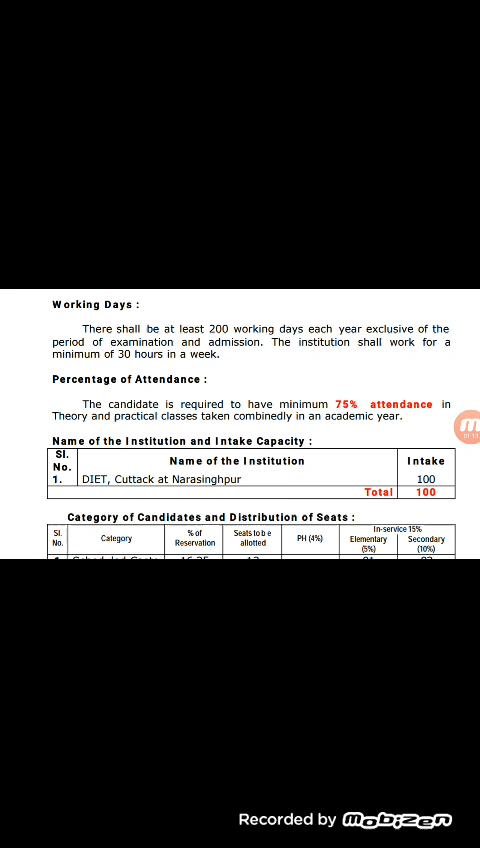 Working Days :
There shall be at least 200 working days each year exclusive of the
period of examination and admission. The institution shall work for a
minimum of 30 hours in a week.
Percentage of Attendance :
The candidate is required to have minimum 75% attendance in
Theory and practical classes taken combinedly in an academic year.
Name of the Institution and Intake Capacity :
Sl. No. Name of the Institution Intake
1. DIET, Cuttack at Narasinghpur 100
Total 100
Category of Candidates and Distribution of Seats :
Sl. No. Category % of Reservation Seats to be allotted PH (4%) In-service 15%
Elementary (5%) Secondary (10%)
Recorded by Mobizen